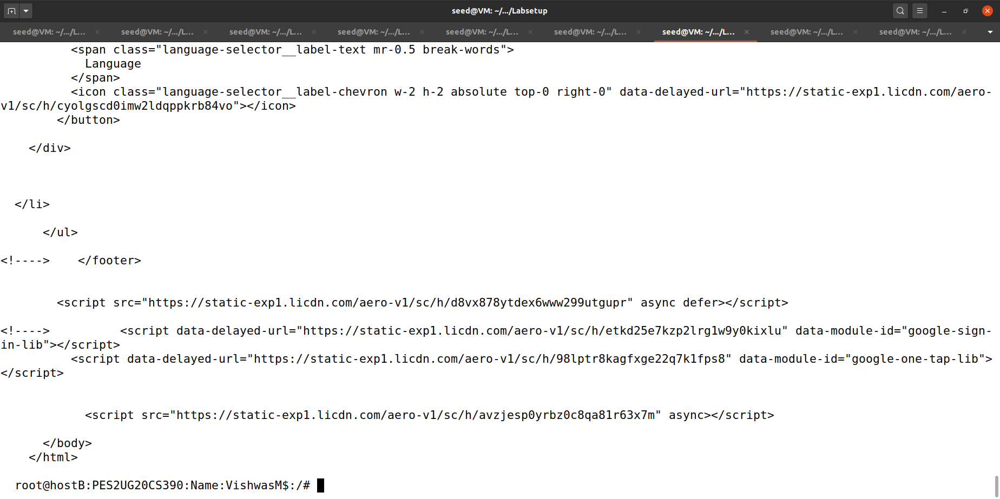 seed@VM: ~/.../Labsetup
seed@VM: ~/.../L... seed@VM: ~/.../L... seed@VM: ~/.../L... seed@VM: ~/.../L... seed@VM: ~/.../L... seed@VM: ~/.../L... seed@VM: ~/.../L... seed@VM: ~/.../L... seed@VM: ~/.../L...
<span class="language-selector__label-text mr-0.5 break-words">
Language
</span>
<icon class="language-selector__label-chevron w-2 h-2 absolute top-0 right-0" data-delayed-url="https://static-exp1.licdn.com/aero-
v1/sc/h/cyolgscd0imw2ldqppkrb84vo"></icon>
</button>
</div>
</li>
</ul>
<!----> </footer>
<script src="https://static-exp1.licdn.com/aero-v1/sc/h/d8vx878ytdex6www299utgupr" async defer></script>
<!----> <script data-delayed-url="https://static-exp1.licdn.com/aero-v1/sc/h/etkd25e7kzp2lrg1w9y0kixlu" data-module-id="google-sign-
in-lib"></script>
<script data-delayed-url="https://static-exp1.licdn.com/aero-v1/sc/h/98lptr8kagfxge22q7k1fps8" data-module-id="google-one-tap-lib">
</script>
<script src="https://static-exp1.licdn.com/aero-v1/sc/h/avzjesp0yrbz0c8qa81r63x7m" async></script>
</body>
</html>
root@hostB:PES2UG20CS390:Name:VishwasM$:/#